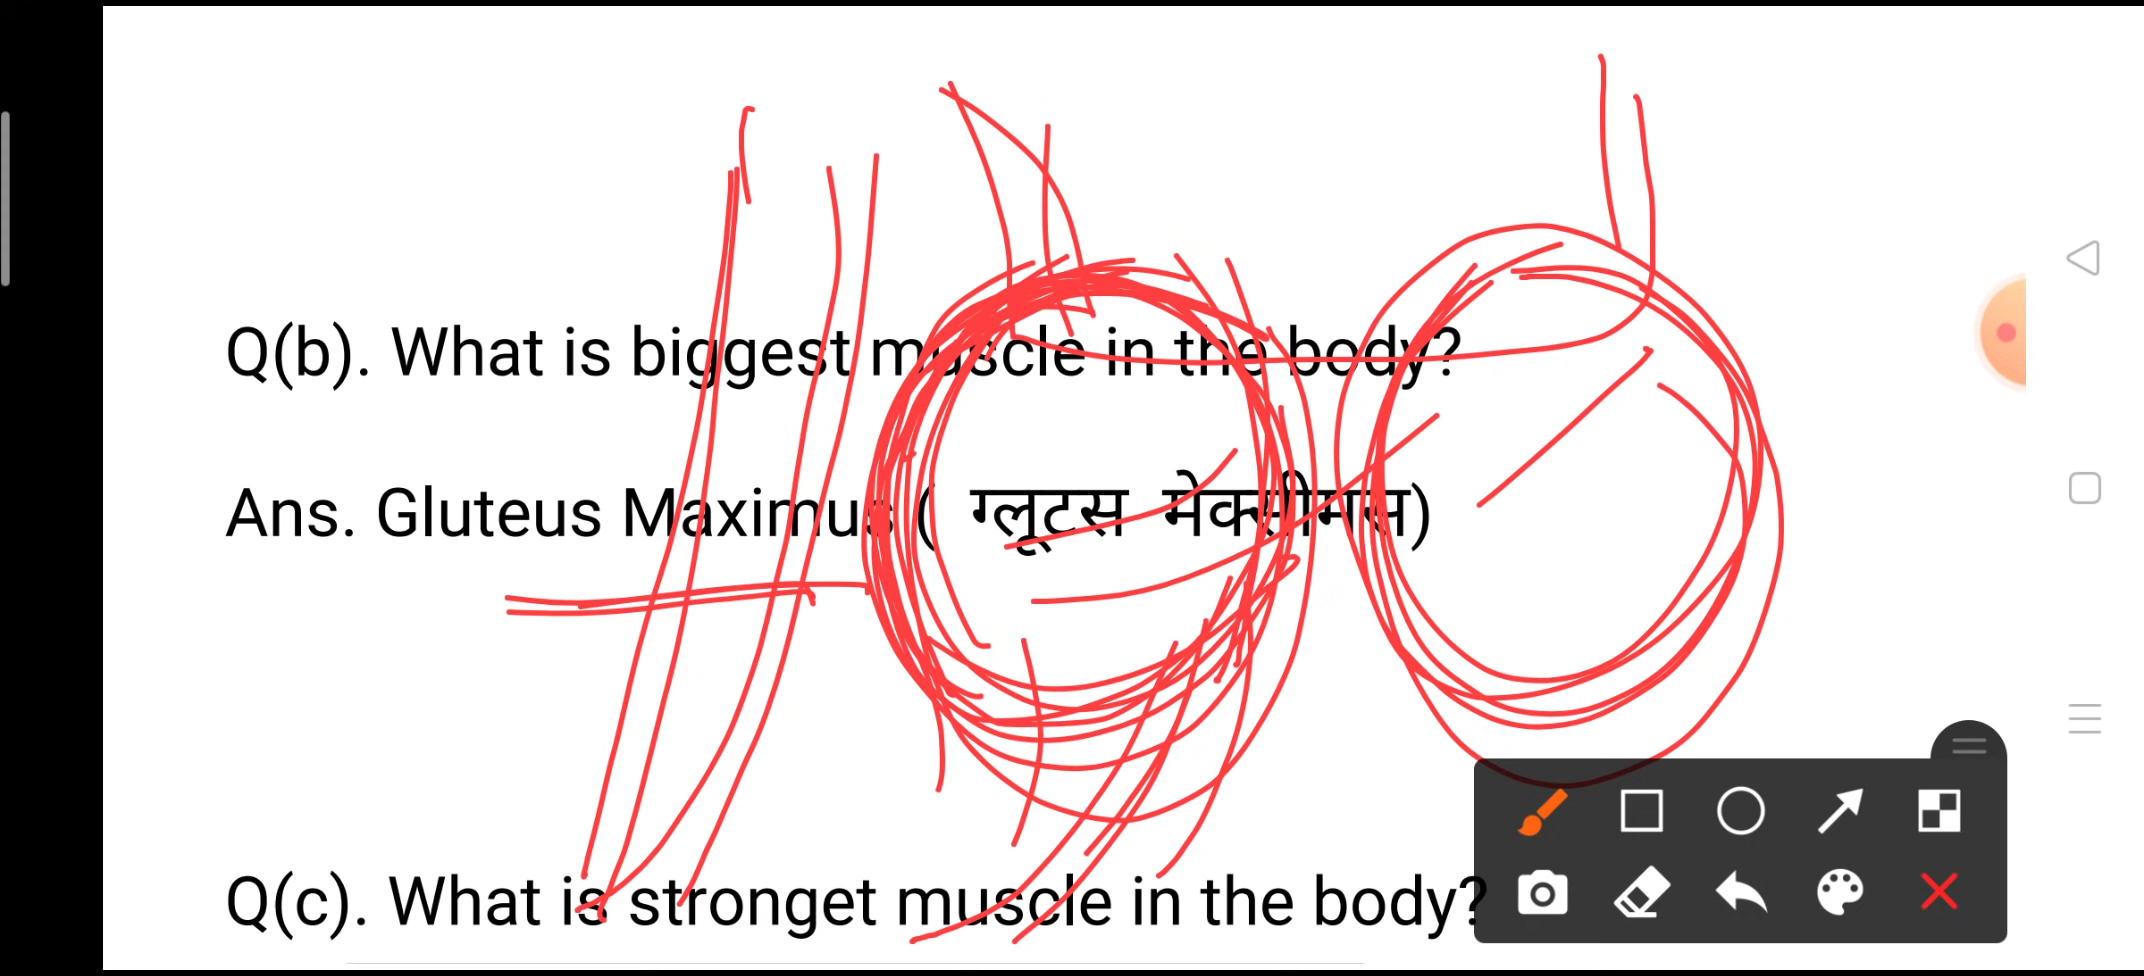 Q(b). What is biggest muscle in the body?
Ans. Gluteus Maximus ( ग्लूटस मेक्सीमस)
Q(c). What is stronget muscle in the body?